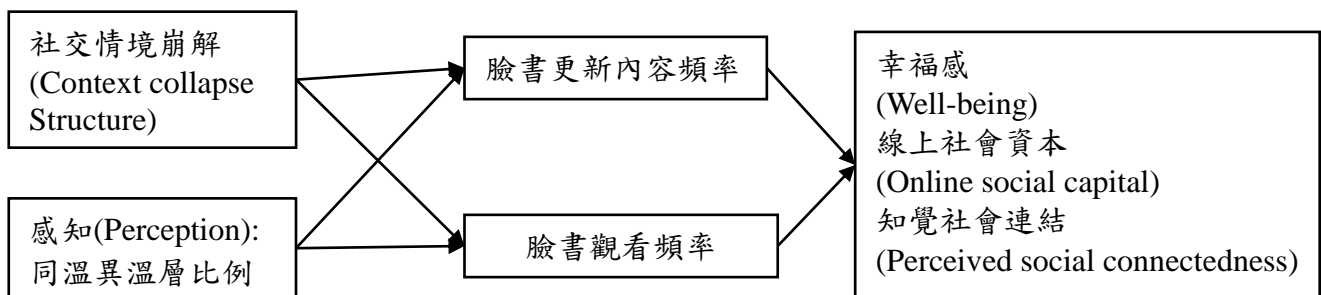 社交情境崩解
(Context collapse
Structure)
感知(Perception):
同溫異溫層比例
臉書更新內容頻率
臉書觀看頻率
幸福感
(Well-being)
線上社會資本
(Online social capital)
知覺社會連結
(Perceived social connectedness)